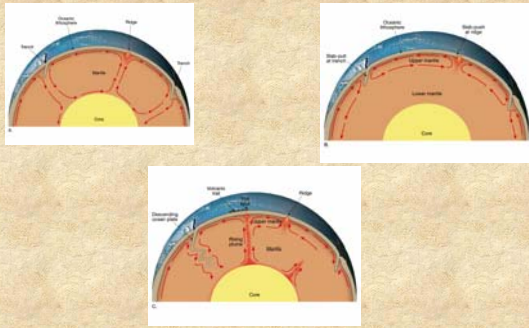 Oceanic
lithosphere
Ridge
Trench
Trench
Mantle
Core
A.
Oceanic
lithosphere
Slab-push
at ridge
Slab-pull
at trench
Upper mantle
Lower mantle
Core
B.
Volcanic
trail
Ridge
Descending
ocean plate
Upper mantle
Rising
plume
Mantle
Core
C.